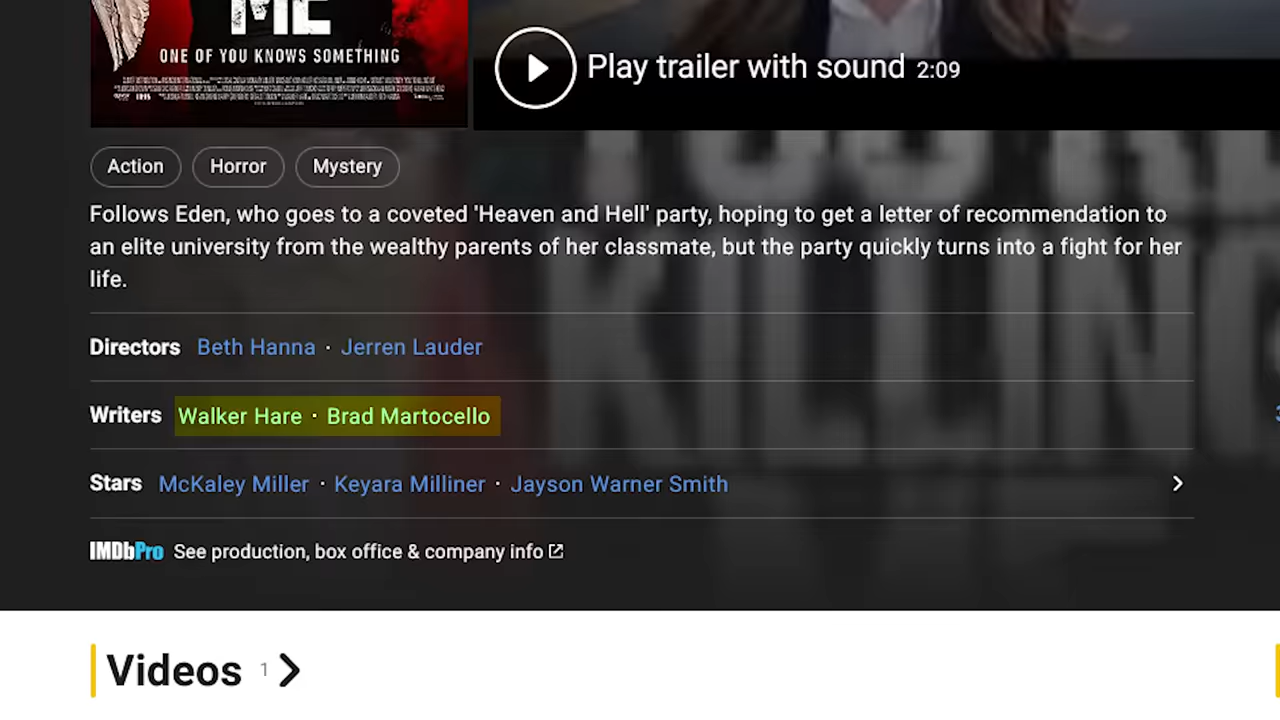 ME
ONE OF YOU KNOWS SOMETHING
Play trailer with sound 2:09
Action Horror Mystery
Follows Eden, who goes to a coveted 'Heaven and Hell' party, hoping to get a letter of recommendation to
an elite university from the wealthy parents of her classmate, but the party quickly turns into a fight for her
life.
KILLING
Directors Beth Hanna · Jerren Lauder
Writers Walker Hare · Brad Martocello
Stars McKaley Miller · Keyara Milliner · Jayson Warner Smith
IMDbPro See production, box office & company info
Videos 1